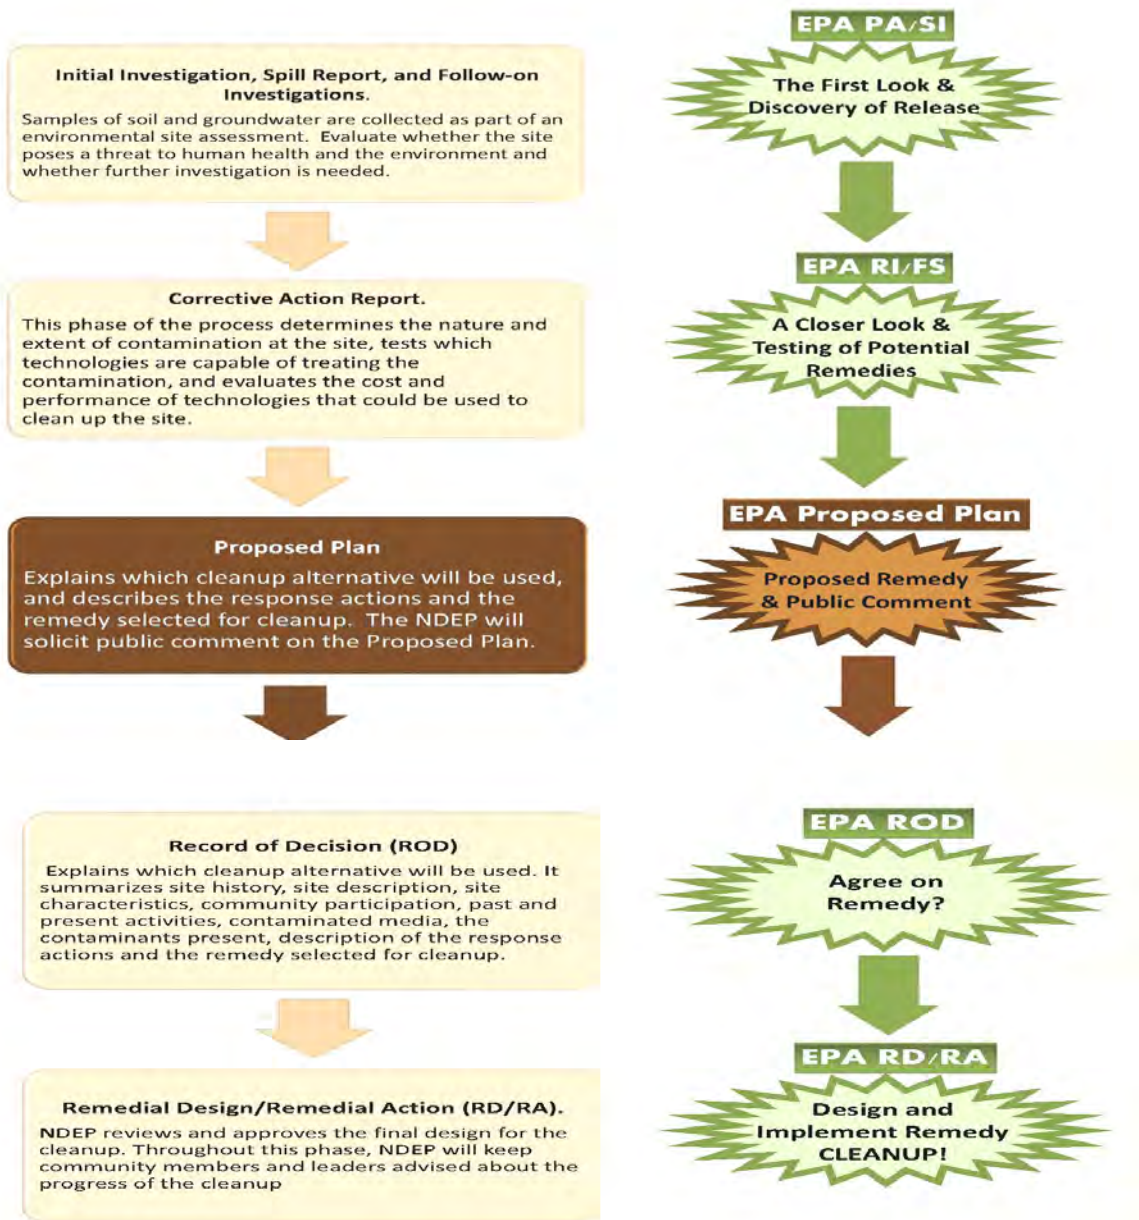 Initial Investigation, Spill Report, and Follow-on
Investigations.
Samples of soil and groundwater are collected as part of an
environmental site assessment.  Evaluate whether the site
poses a threat to human health and the environment and
whether further investigation is needed.
EPA PA/SI
The First Look &
Discovery of Release
Corrective Action Report.
This phase of the process determines the nature and
extent of contamination at the site, tests which
technologies are capable of treating the
contamination, and evaluates the cost and
performance of technologies that could be used to
clean up the site.
EPA RI/FS
A Closer Look &
Testing of Potential
Remedies
Proposed Plan
Explains which cleanup alternative will be used,
and describes the response actions and the
remedy selected for cleanup.  The NDEP will
solicit public comment on the Proposed Plan.
EPA Proposed Plan
Proposed Remedy
& Public Comment
Record of Decision (ROD)
Explains which cleanup alternative will be used. It
summarizes site history, site description, site
characteristics, community participation, past and
present activities, contaminated media, the
contaminants present, description of the response
actions and the remedy selected for cleanup.
EPA ROD
Agree on
Remedy?
Remedial Design/Remedial Action (RD/RA).
NDEP reviews and approves the final design for the
cleanup. Throughout this phase, NDEP will keep
community members and leaders advised about the
progress of the cleanup
EPA RD/RA
Design and
Implement Remedy
CLEANUP!